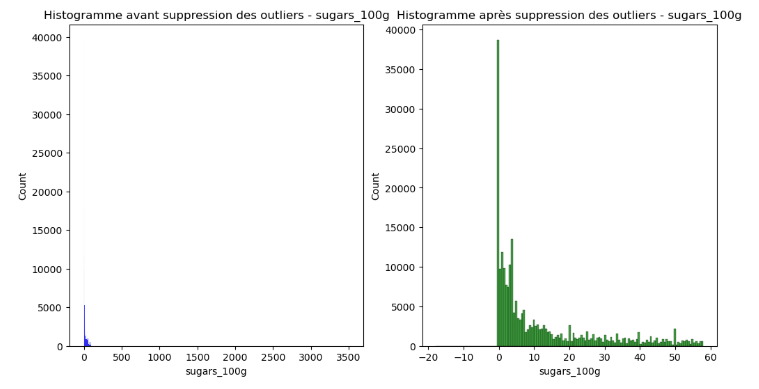 Histogramme avant suppression des outliers - sugars_100g
40000
35000
30000
25000
20000
15000
10000
5000
0
Count
0 500 1000 1500 2000 2500 3000 3500
sugars_100g
Histogramme après suppression des outliers - sugars_100g
40000
35000
30000
25000
20000
15000
10000
5000
0
Count
−20 −10 0 10 20 30 40 50 60
sugars_100g